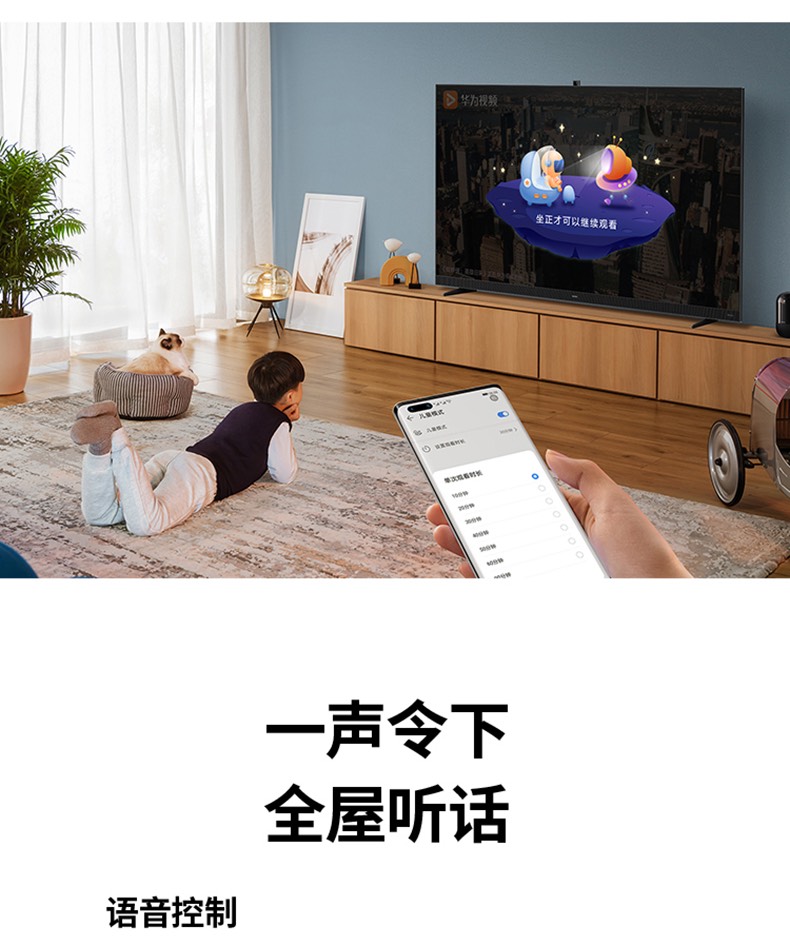 华为视频
坐正才可以继续观看
儿童模式
儿童模式
设置观看时长
单次观看时长
10分钟
20分钟
30分钟
40分钟
50分钟
60分钟
一声令下
全屋听话
语音控制